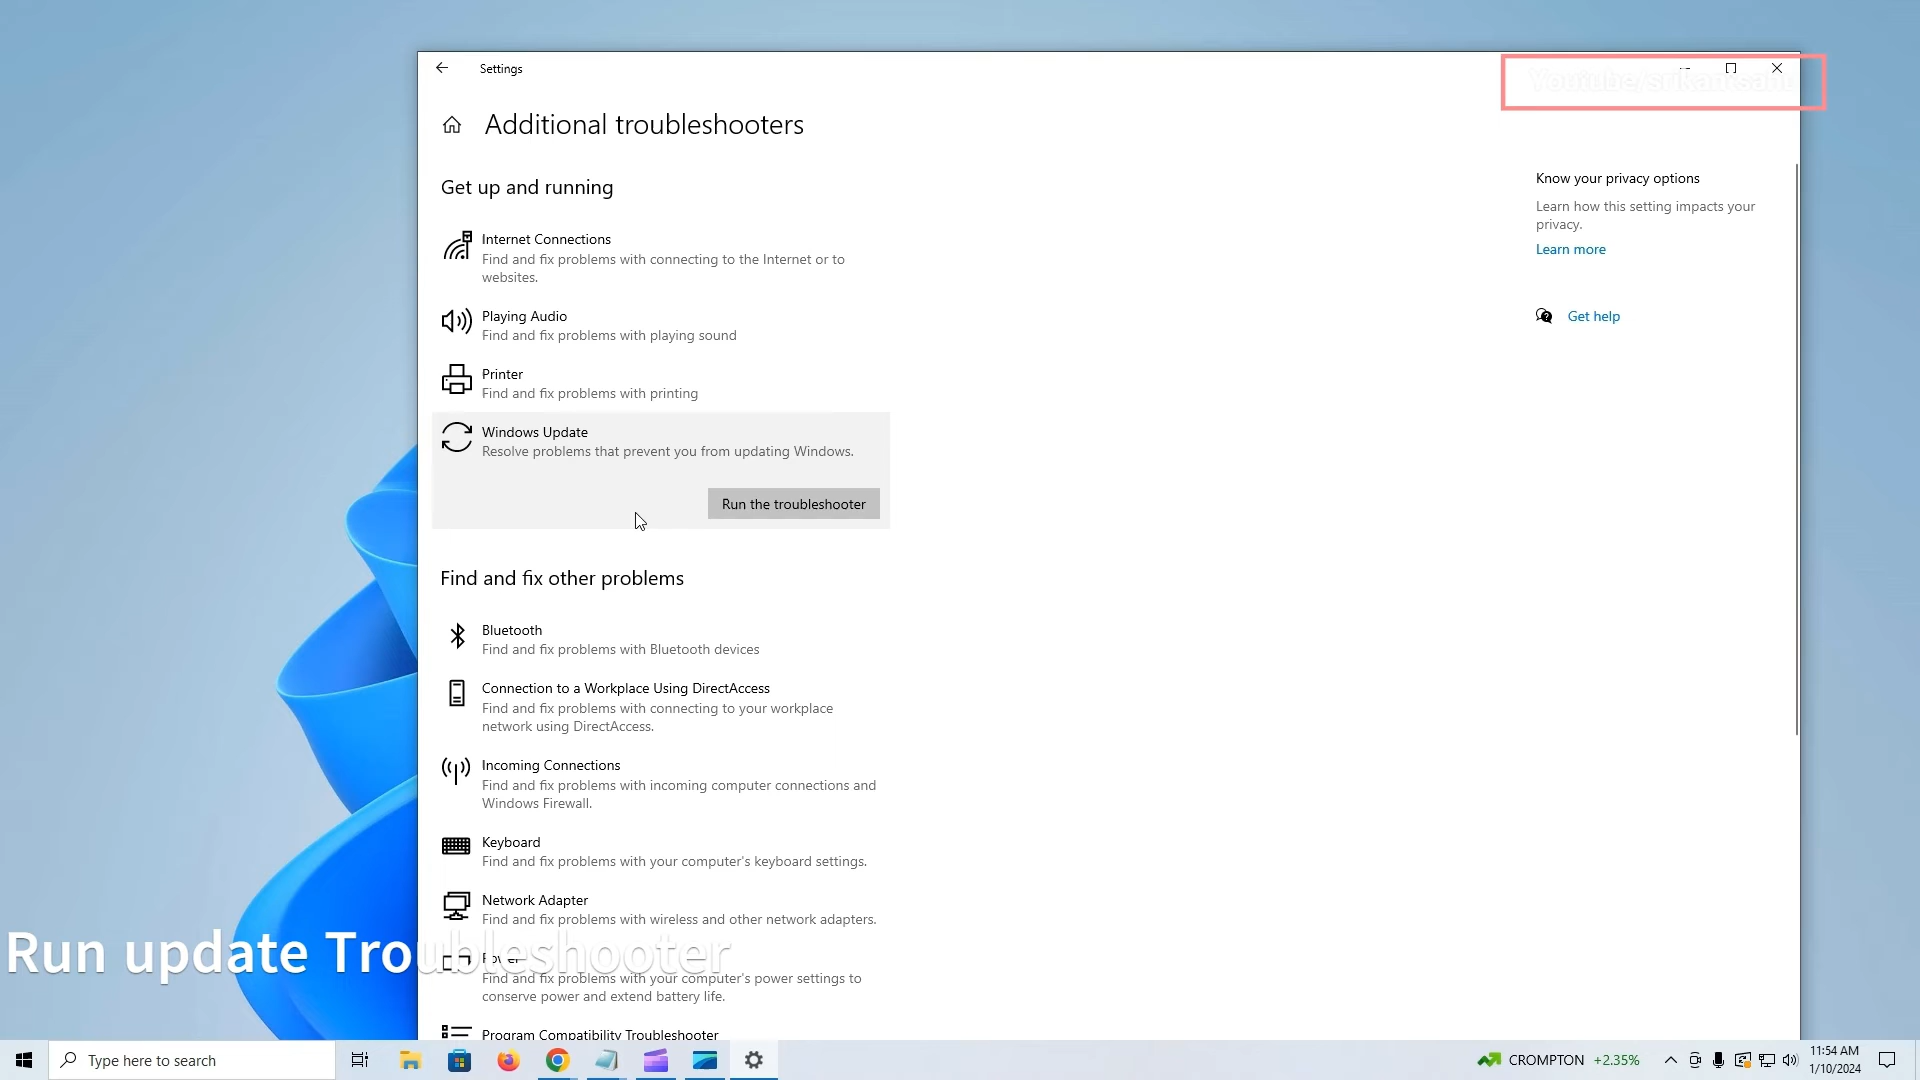 Settings
Additional troubleshooters
Get up and running
Internet Connections
Find and fix problems with connecting to the Internet or to
websites.
Playing Audio
Find and fix problems with playing sound
Printer
Find and fix problems with printing
Windows Update
Resolve problems that prevent you from updating Windows.
Run the troubleshooter
Find and fix other problems
Bluetooth
Find and fix problems with Bluetooth devices
Connection to a Workplace Using DirectAccess
Find and fix problems with connecting to your workplace
network using DirectAccess.
Incoming Connections
Find and fix problems with incoming computer connections and
Windows Firewall.
Keyboard
Find and fix problems with your computer's keyboard settings.
Network Adapter
Find and fix problems with wireless and other network adapters.
Power
Find and fix problems with your computer's power settings to
conserve power and extend battery life.
Program Compatibility Troubleshooter
Know your privacy options
Learn how this setting impacts your
privacy.
Learn more
Get help
Run update Troubleshooter
Type here to search
CROMPTON +2.35%
11:54 AM
1/10/2024